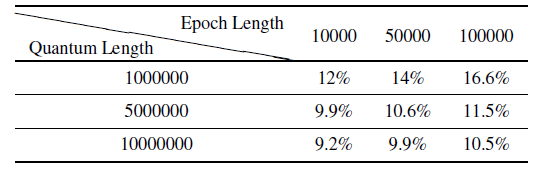 Epoch Length
Quantum Length
10000 50000 100000
1000000 12% 14% 16.6%
5000000 9.9% 10.6% 11.5%
10000000 9.2% 9.9% 10.5%